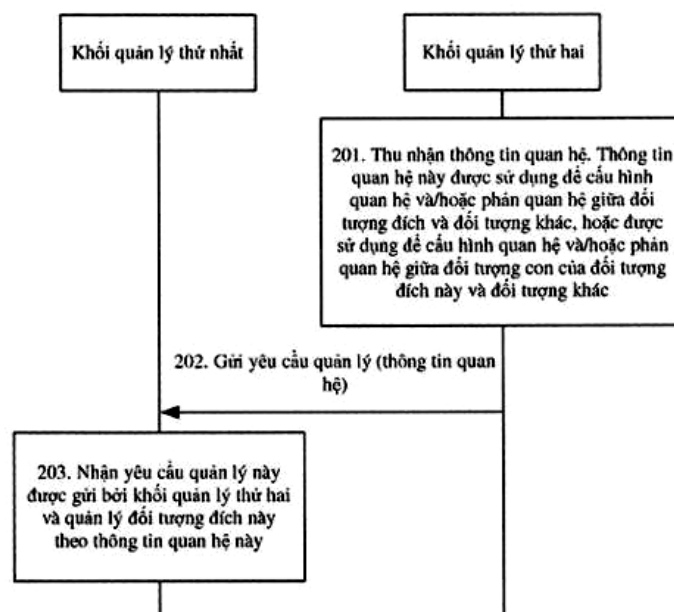 Khối quản lý thứ nhất
Khối quản lý thứ hai
201. Thu nhận thông tin quan hệ. Thông tin
quan hệ này được sử dụng để cấu hình
quan hệ và/hoặc phản quan hệ giữa đối
tượng đích và đối tượng khác, hoặc được
sử dụng để cấu hình quan hệ và/hoặc phản
quan hệ giữa đối tượng con của đối tượng
đích này và đối tượng khác
202. Gửi yêu cầu quản lý (thông tin quan
hệ)
203. Nhận yêu cầu quản lý này
được gửi bởi khối quản lý thứ hai
và quản lý đối tượng đích này
theo thông tin quan hệ này